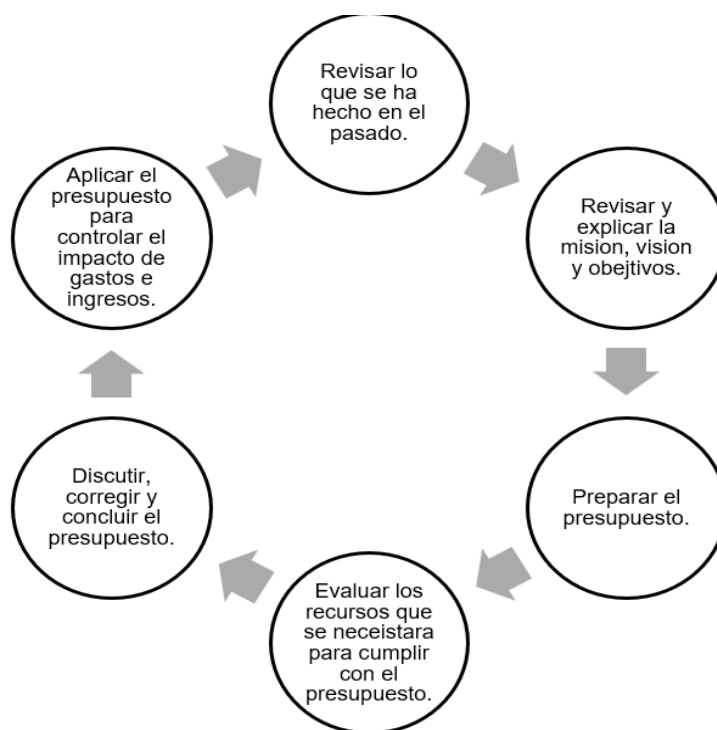 Revisar lo
que se ha
hecho en el
pasado.
Revisar y
explicar la
mision, vision
y obejtivos.
Preparar el
presupuesto.
Evaluar los
recursos que
se neceistara
para cumplir
con el
presupuesto.
Discutir,
corregir y
concluir el
presupuesto.
Aplicar el
presupuesto
para
controlar el
impacto de
gastos e
ingresos.